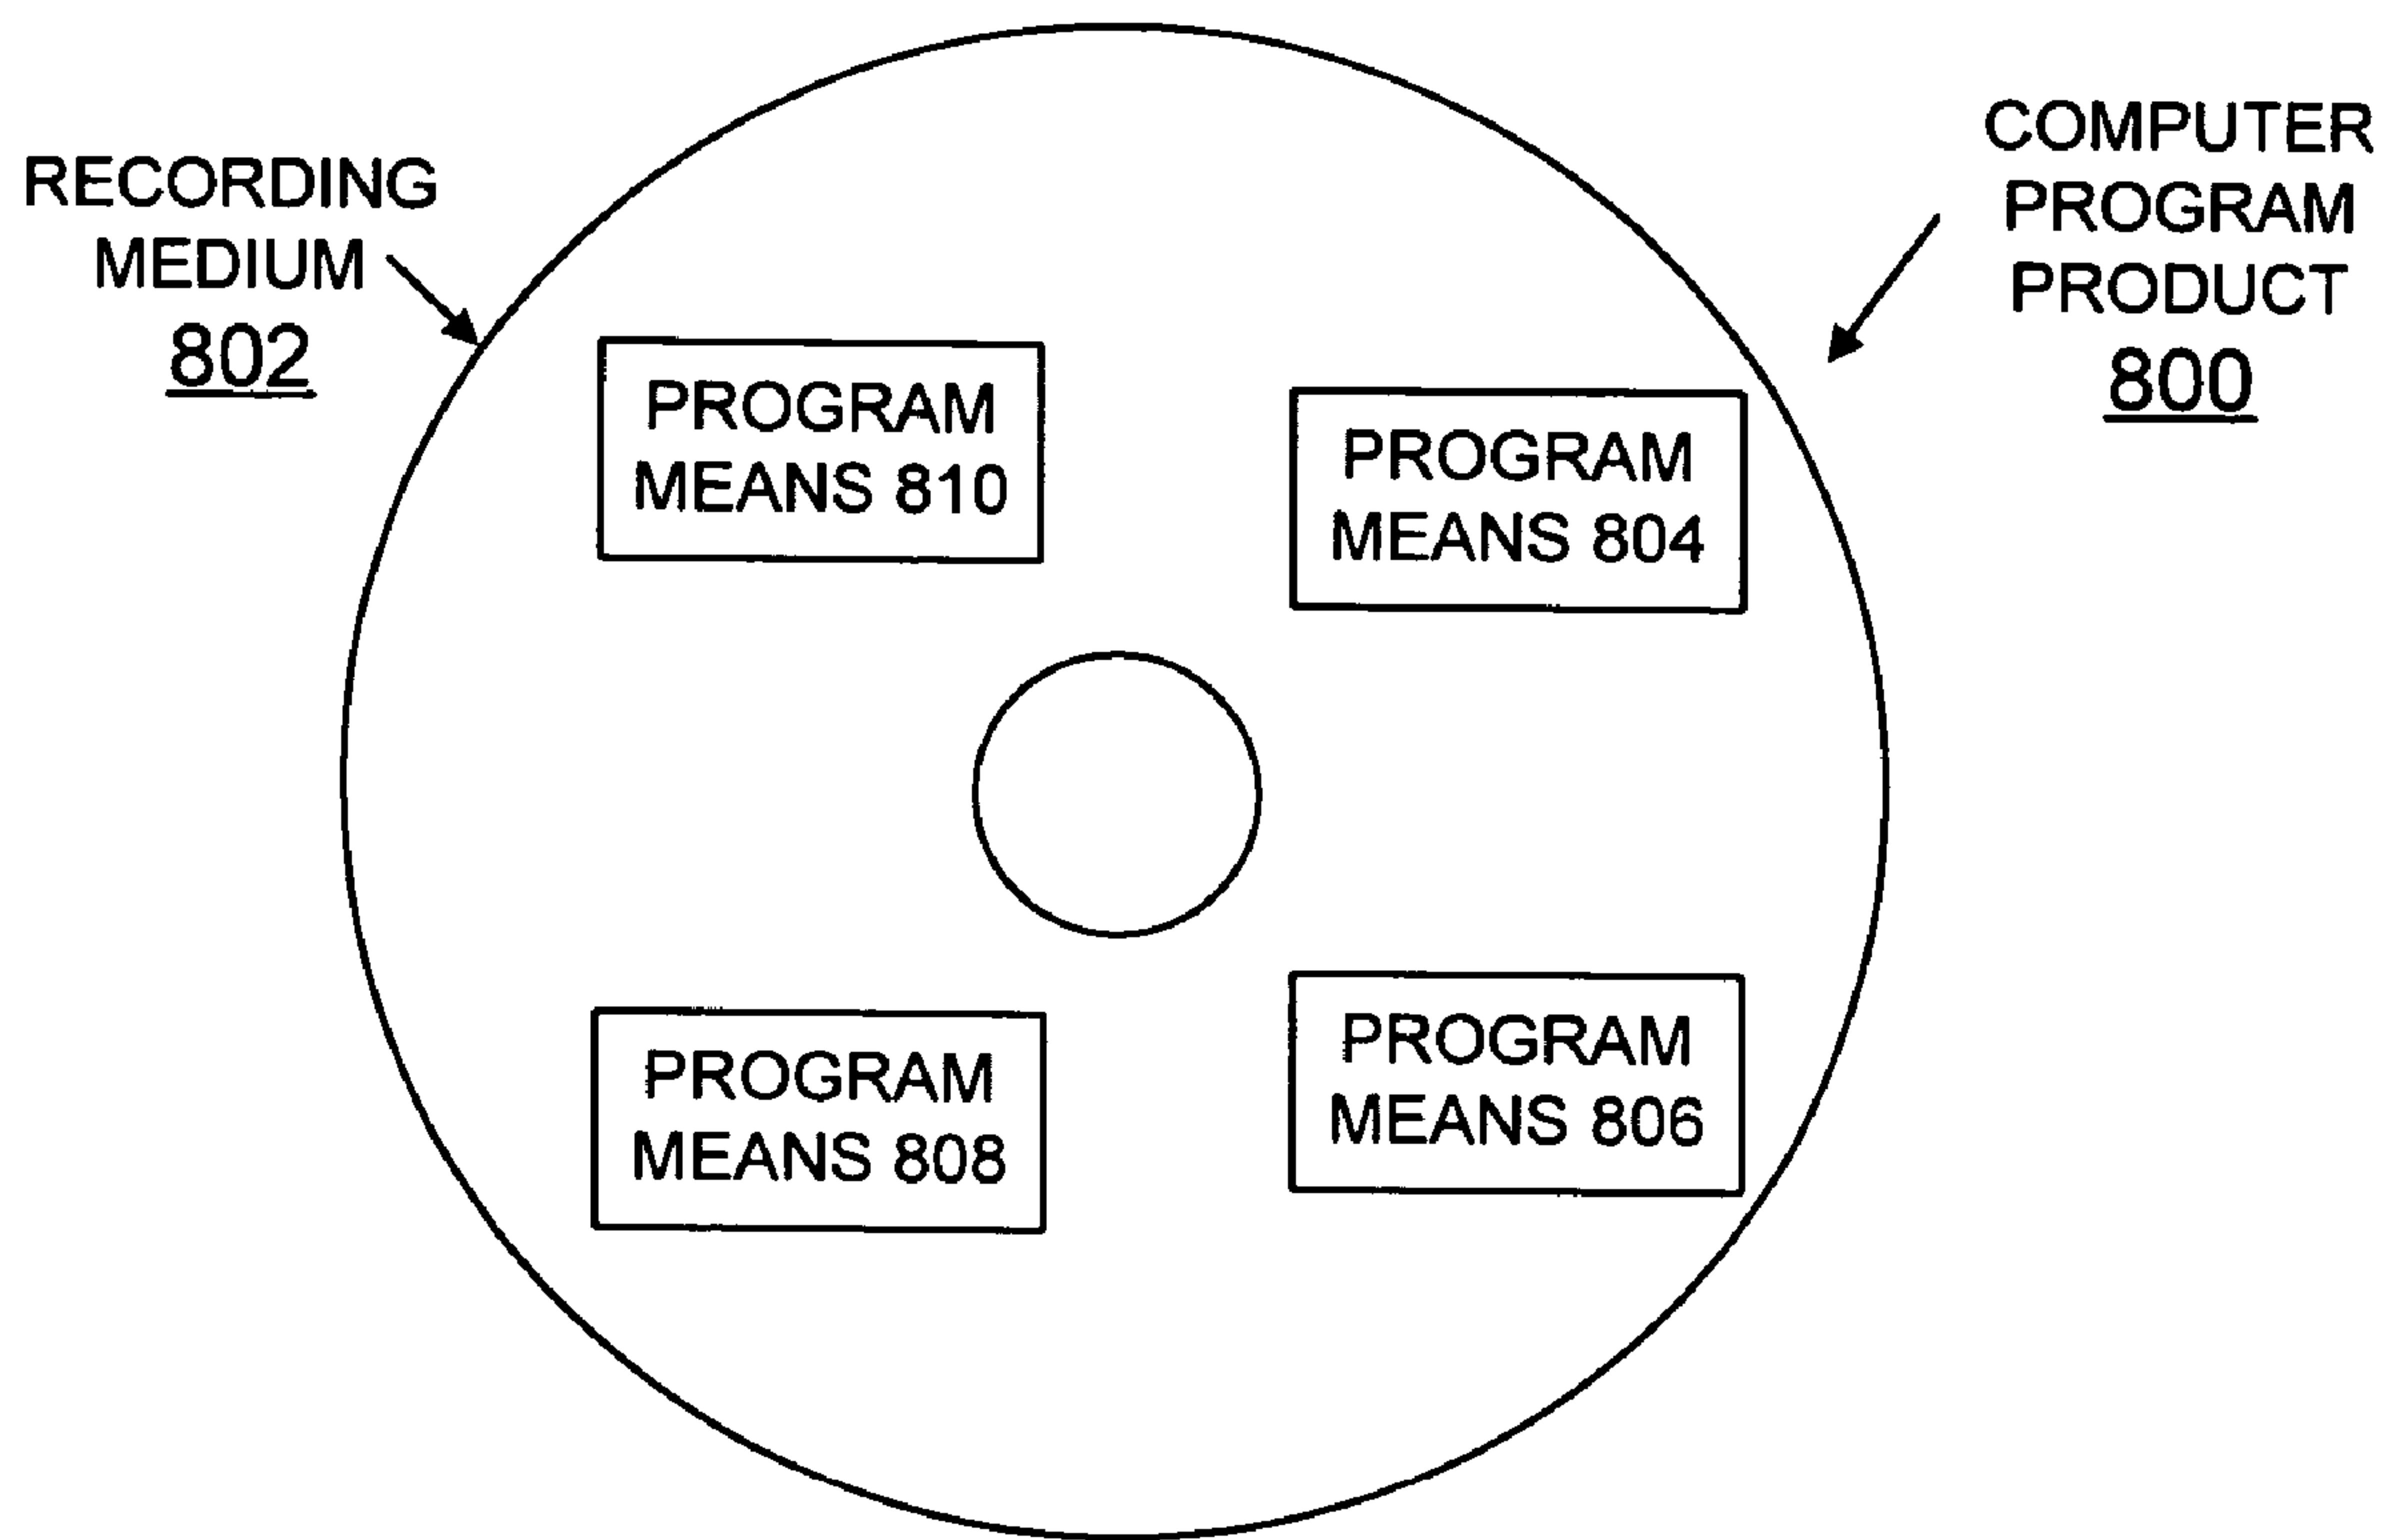 RECORDING
MEDIUM
802
COMPUTER
PROGRAM
PRODUCT
800
PROGRAM
MEANS 810
PROGRAM
MEANS 804
PROGRAM
MEANS 808
PROGRAM
MEANS 806